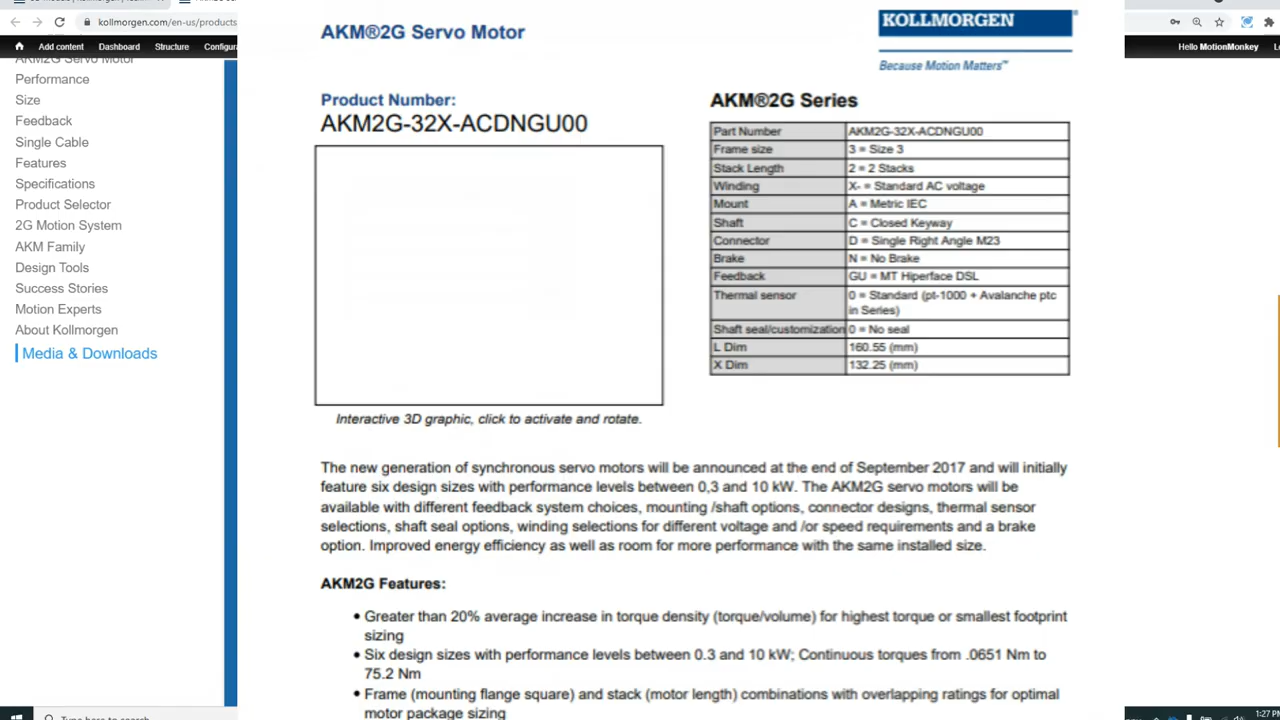 kollmorgen.com/en-us/products
Add content Dashboard Structure
Hello MotionMonkey
AKM®2G Servo Motor
Performance
Size
Feedback
Single Cable
Features
Specifications
Product Selector
2G Motion System
AKM Family
Design Tools
Success Stories
Motion Experts
About Kollmorgen
Media & Downloads
AKM®2G Servo Motor
KOLLMORGEN
Because Motion Matters™
Product Number:
AKM2G-32X-ACDNGU00
Interactive 3D graphic, click to activate and rotate.
AKM®2G Series
Part Number AKM2G-32X-ACDNGU00
Frame size 3 = Size 3
Stack Length 2 = 2 Stacks
Winding X- = Standard AC voltage
Mount A = Metric IEC
Shaft C = Closed Keyway
Connector D = Single Right Angle M23
Brake N = No Brake
Feedback GU = MT Hiperface DSL
Thermal sensor 0 = Standard (pt-1000 + Avalanche ptc
in Series)
Shaft seal/customization 0 = No seal
L Dim 160.55 (mm)
X Dim 132.25 (mm)
The new generation of synchronous servo motors will be announced at the end of September 2017 and will initially
feature six design sizes with performance levels between 0,3 and 10 kW. The AKM2G servo motors will be
available with different feedback system choices, mounting /shaft options, connector designs, thermal sensor
selections, shaft seal options, winding selections for different voltage and /or speed requirements and a brake
option. Improved energy efficiency as well as room for more performance with the same installed size.
AKM2G Features:
• Greater than 20% average increase in torque density (torque/volume) for highest torque or smallest footprint
sizing
• Six design sizes with performance levels between 0.3 and 10 kW; Continuous torques from .0651 Nm to
75.2 Nm
• Frame (mounting flange square) and stack (motor length) combinations with overlapping ratings for optimal
motor package sizing
1:27 PM